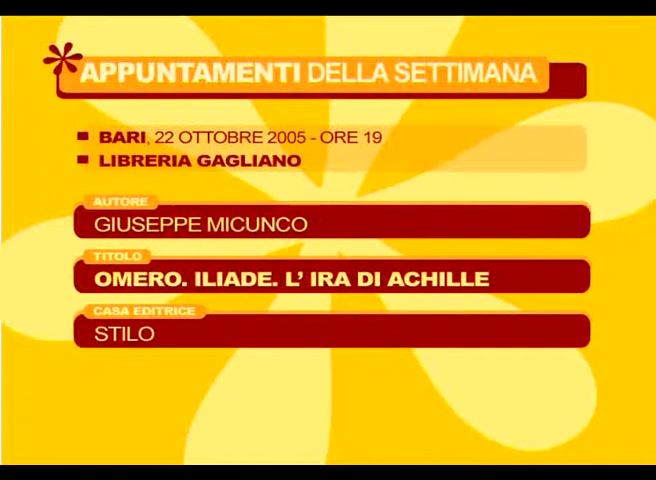 APPUNTAMENTI DELLA SETTIMANA
BARI, 22 OTTOBRE 2005 - ORE 19
LIBRERIA GAGLIANO
AUTORE
GIUSEPPE MICUNCO
TITOLO
OMERO. ILIADE. L' IRA DI ACHILLE
CASA EDITRICE
STILO